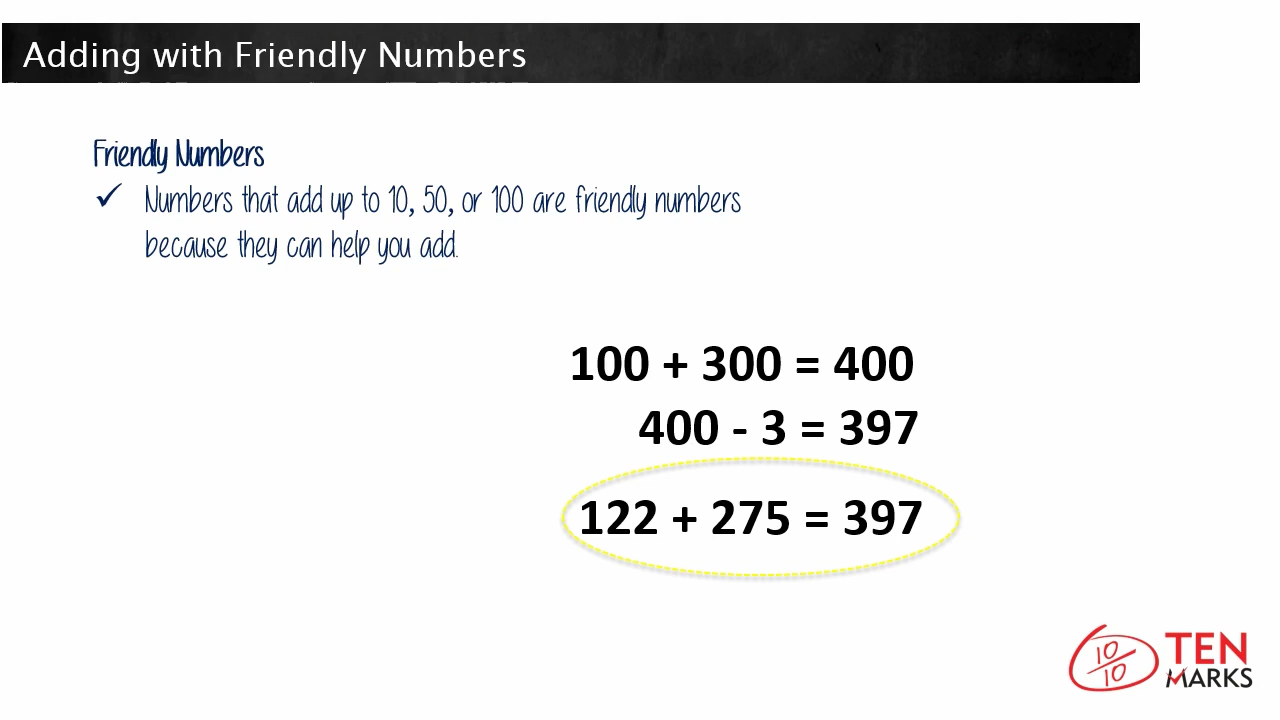 Adding with Friendly Numbers
Friendly Numbers
✓ Numbers that add up to 10, 50, or 100 are friendly numbers
because they can help you add.
100 + 300 = 400
400 - 3 = 397
122 + 275 = 397
10/10
TEN
MARKS